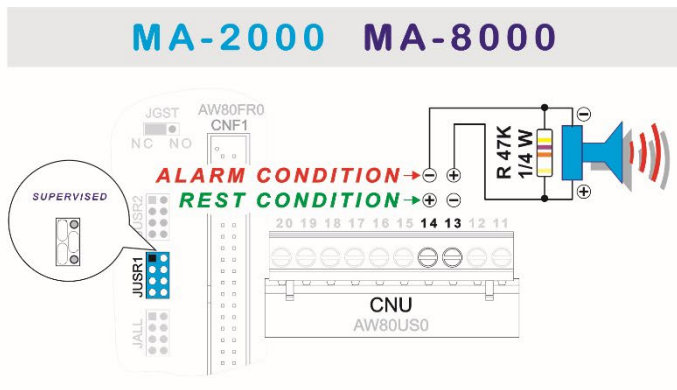 MA-2000 MA-8000
JGST
NC NO
AW80FR0
CNF1
ALARM CONDITION
REST CONDITION
R 47K
1/4 W
SUPERVISED
JUSR2
JUSR1
JALL
20 19 18 17 16 15 14 13 12 11
CNU
AW80US0